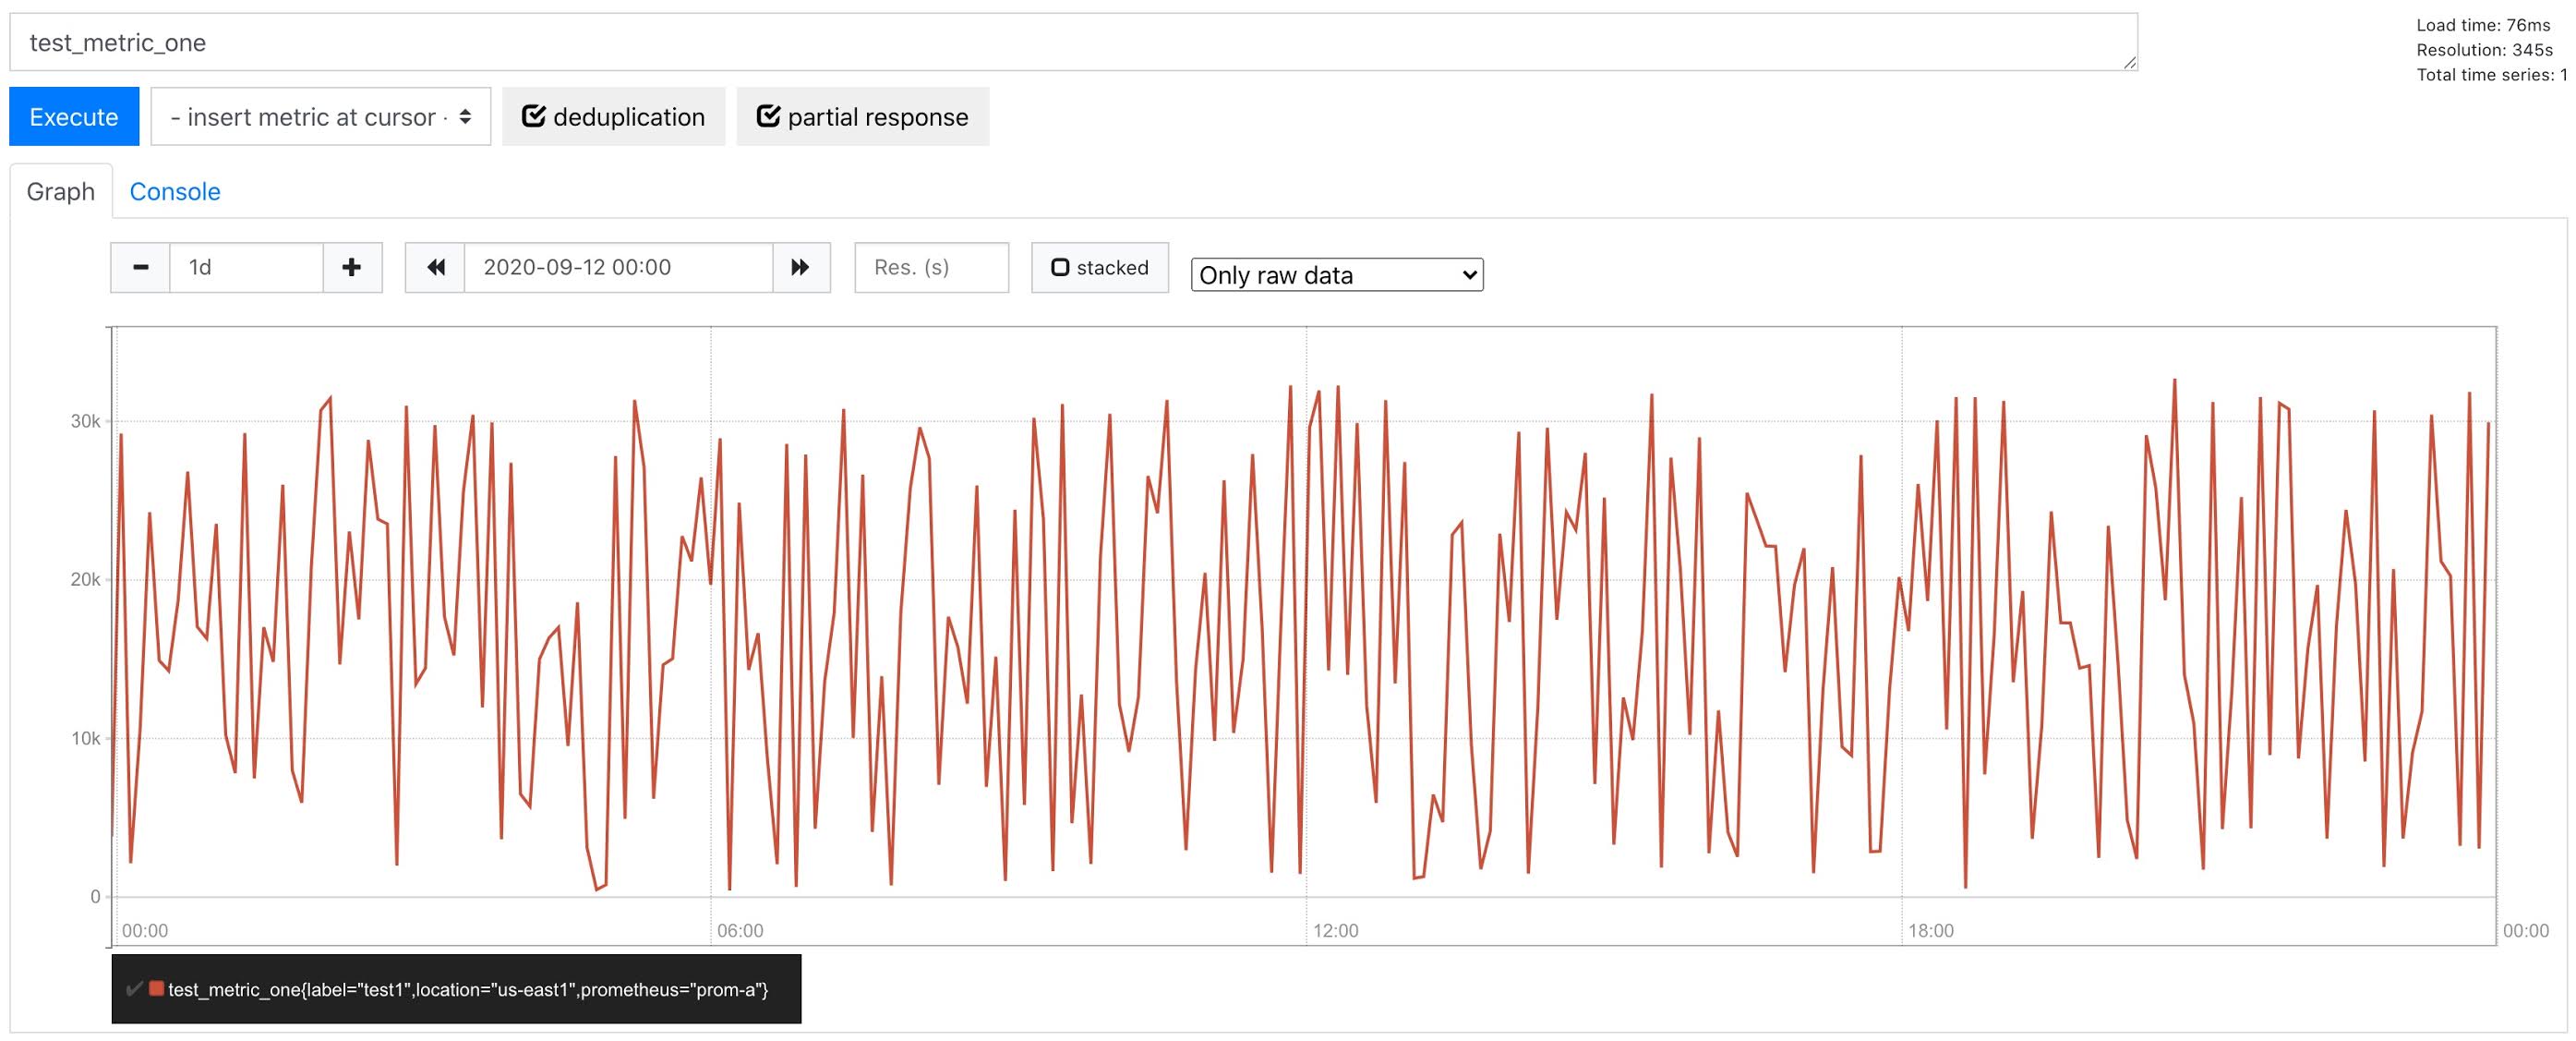 test_metric_one
Load time: 76ms
Resolution: 345s
Total time series: 1
Execute
- insert metric at cursor -
deduplication
partial response
Graph
Console
1d
2020-09-12 00:00
Res. (s)
stacked
Only raw data
30k
20k
10k
0
00:00
06:00
12:00
18:00
00:00
test_metric_one{label="test1",location="us-east1",prometheus="prom-a"}